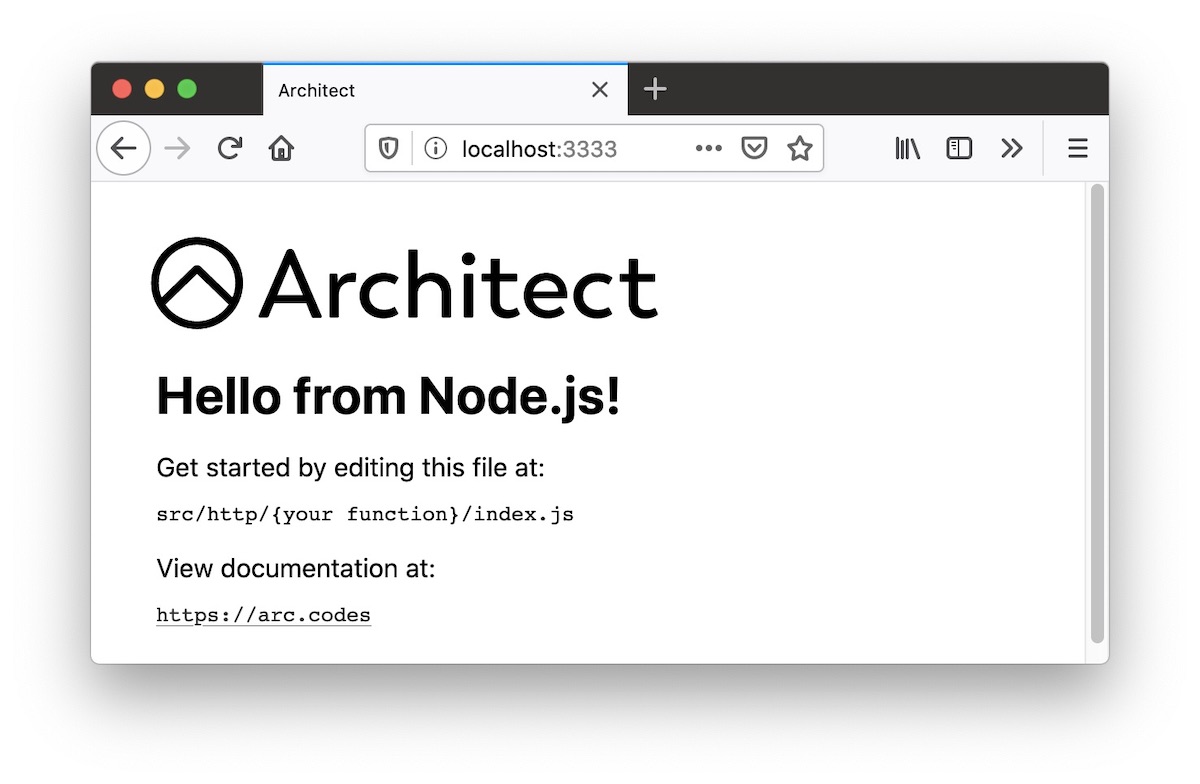 Architect
localhost:3333
Architect
Hello from Node.js!
Get started by editing this file at:
src/http/{your function}/index.js
View documentation at:
https://arc.codes